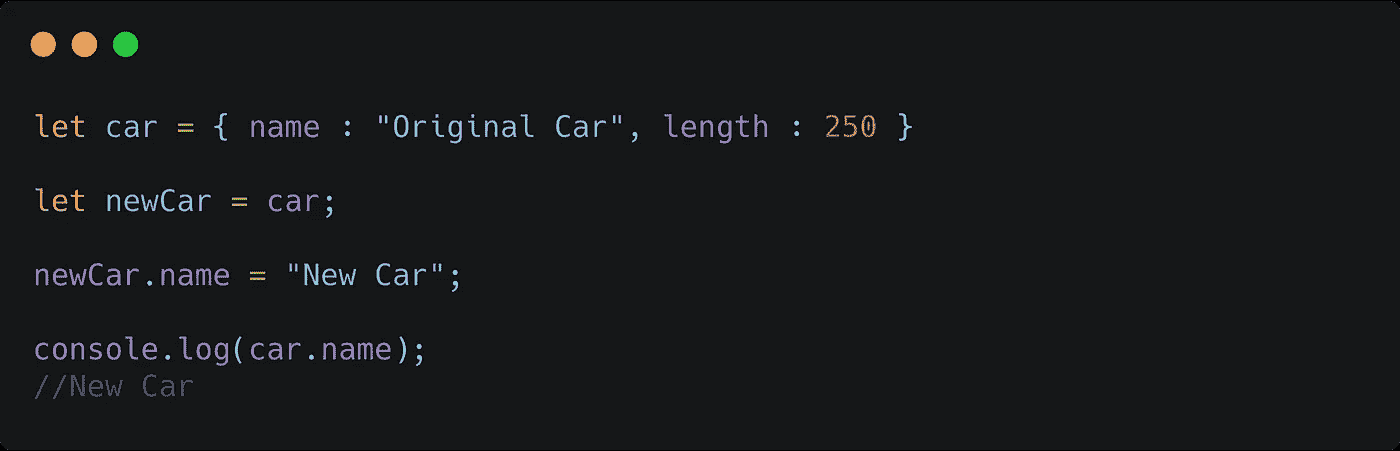 let car = { name : "Original Car", length : 250 }
let newCar = car;
newCar.name = "New Car";
console.log(car.name);
//New Car